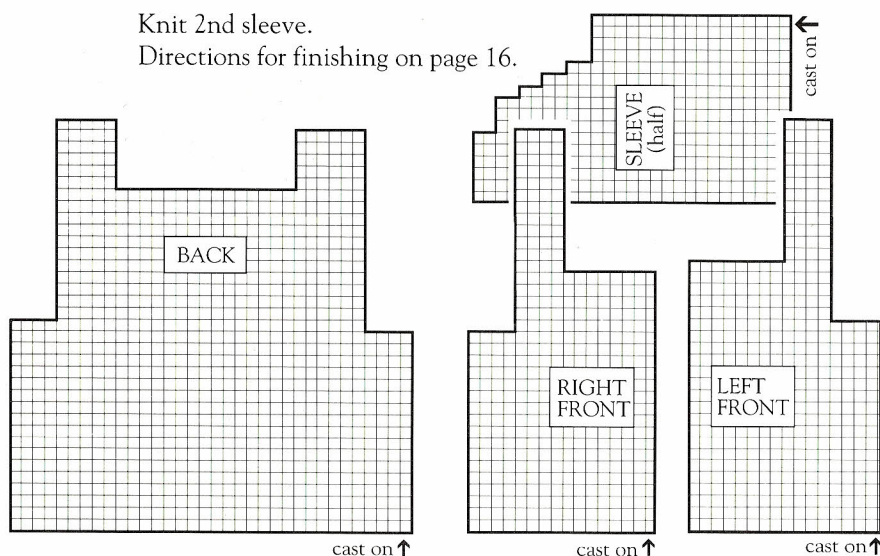 Knit 2nd sleeve.
Directions for finishing on page 16.
cast on
SLEEVE
(half)
BACK
RIGHT
FRONT
LEFT
FRONT
cast on
cast on
cast on